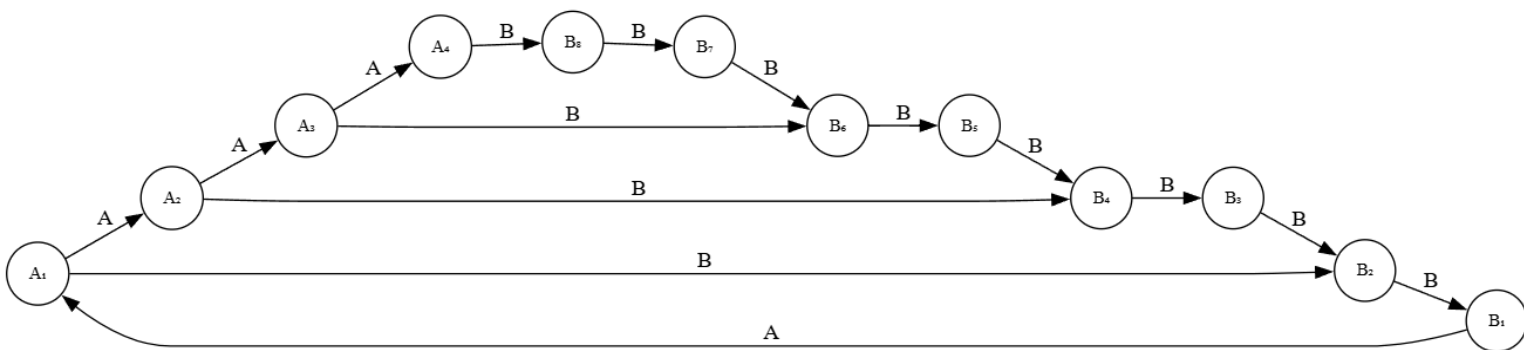 A₄ B B₈ B B₇
A B
A₃ B B₆ B B₅
A B
A₂ B B₄ B B₃
A B
A₁ B B₂ B B₁
A